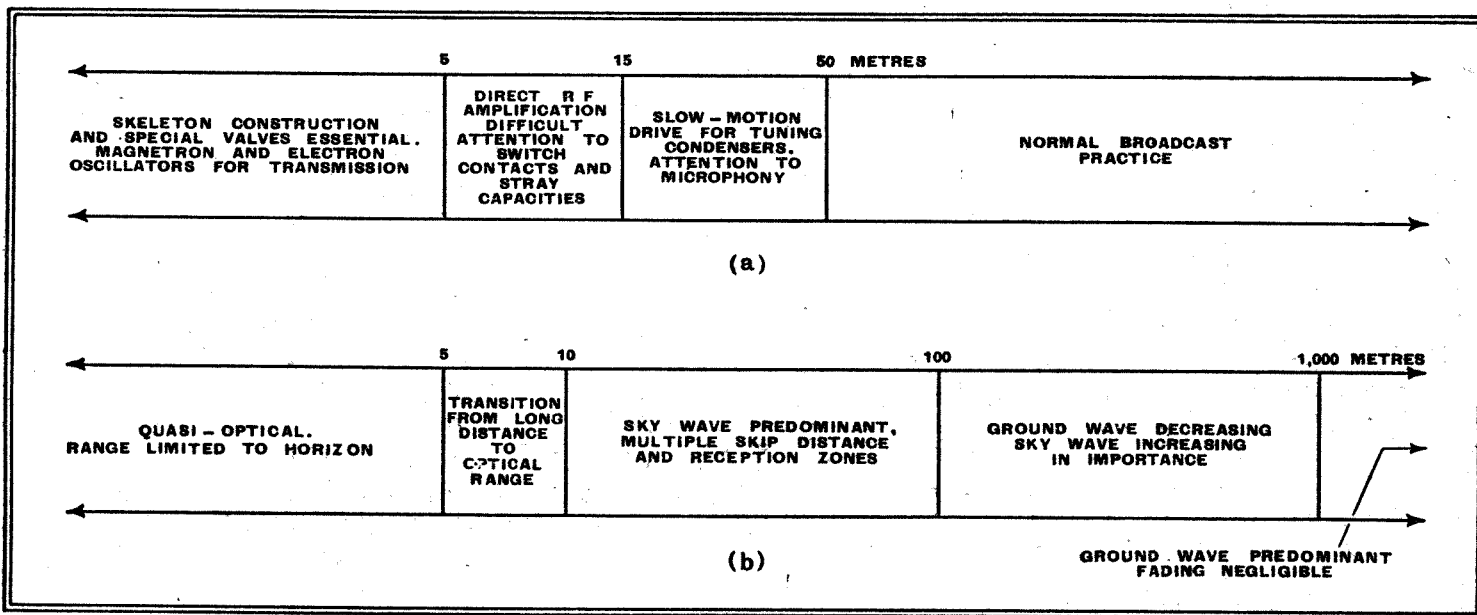 5 15 50 METRES
SKELETON CONSTRUCTION
AND SPECIAL VALVES ESSENTIAL.
MAGNETRON AND ELECTRON
OSCILLATORS FOR TRANSMISSION
DIRECT R F
AMPLIFICATION
DIFFICULT
ATTENTION TO
SWITCH
CONTACTS AND
STRAY
CAPACITIES
SLOW-MOTION
DRIVE FOR TUNING
CONDENSERS.
ATTENTION TO
MICROPHONY
NORMAL BROADCAST
PRACTICE
(a)
5 10 100 1,000 METRES
QUASI-OPTICAL.
RANGE LIMITED TO HORIZON
TRANSITION
FROM LONG
DISTANCE
TO
OPTICAL
RANGE
SKY WAVE PREDOMINANT,
MULTIPLE SKIP DISTANCE
AND RECEPTION ZONES
GROUND WAVE DECREASING
SKY WAVE INCREASING
IN IMPORTANCE
GROUND WAVE PREDOMINANT
FADING NEGLIGIBLE
(b)